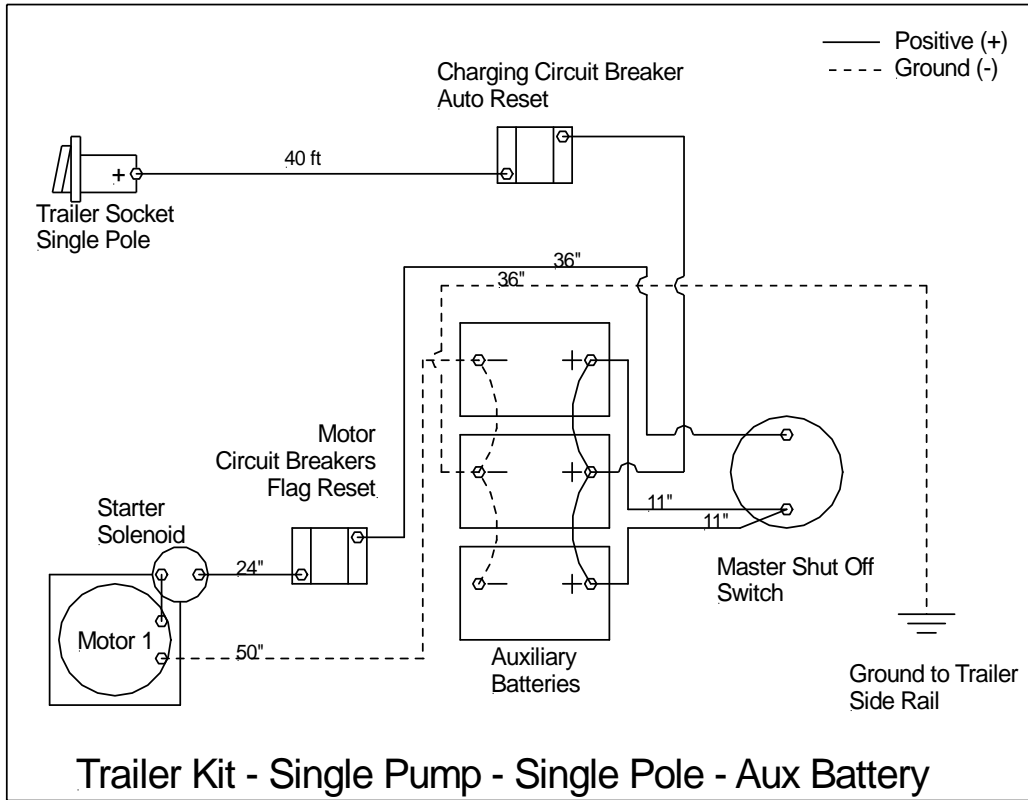 Positive (+)
Ground (-)
Charging Circuit Breaker
Auto Reset
40 ft
+
Trailer Socket
Single Pole
36"
36"
Motor
Circuit Breakers
Flag Reset
Starter
Solenoid
24"
Motor 1
50"
11"
11"
Master Shut Off
Switch
Auxiliary
Batteries
Ground to Trailer
Side Rail
Trailer Kit - Single Pump - Single Pole - Aux Battery